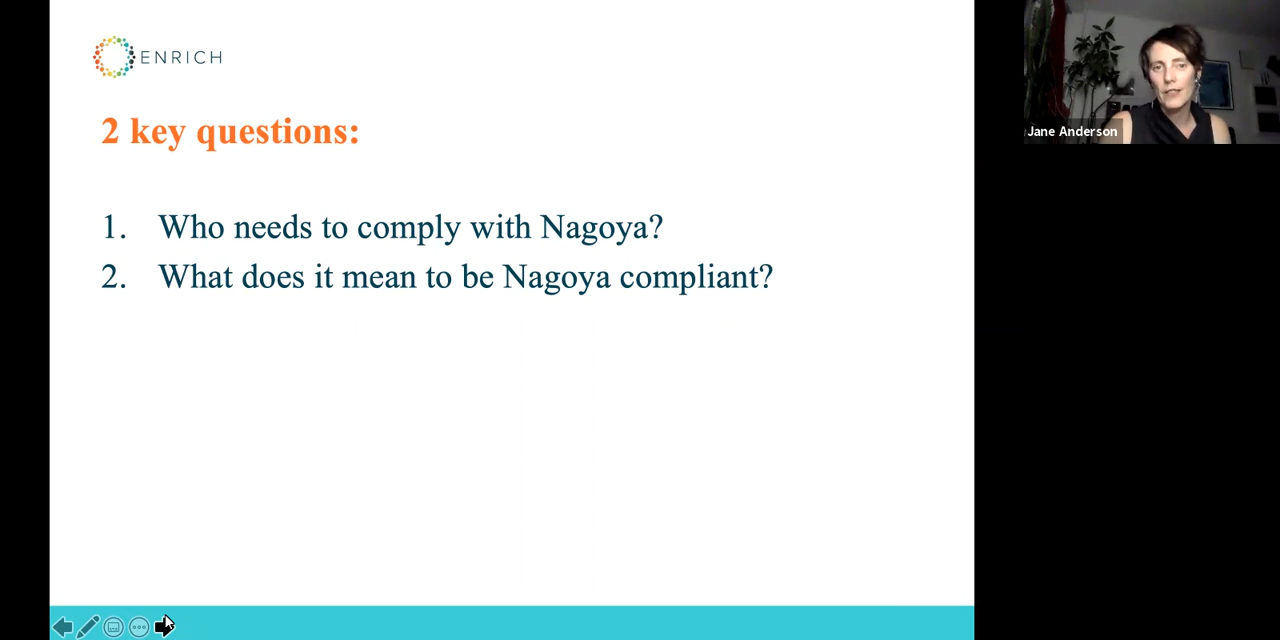 ENRICH
2 key questions:
1. Who needs to comply with Nagoya?
2. What does it mean to be Nagoya compliant?
Jane Anderson